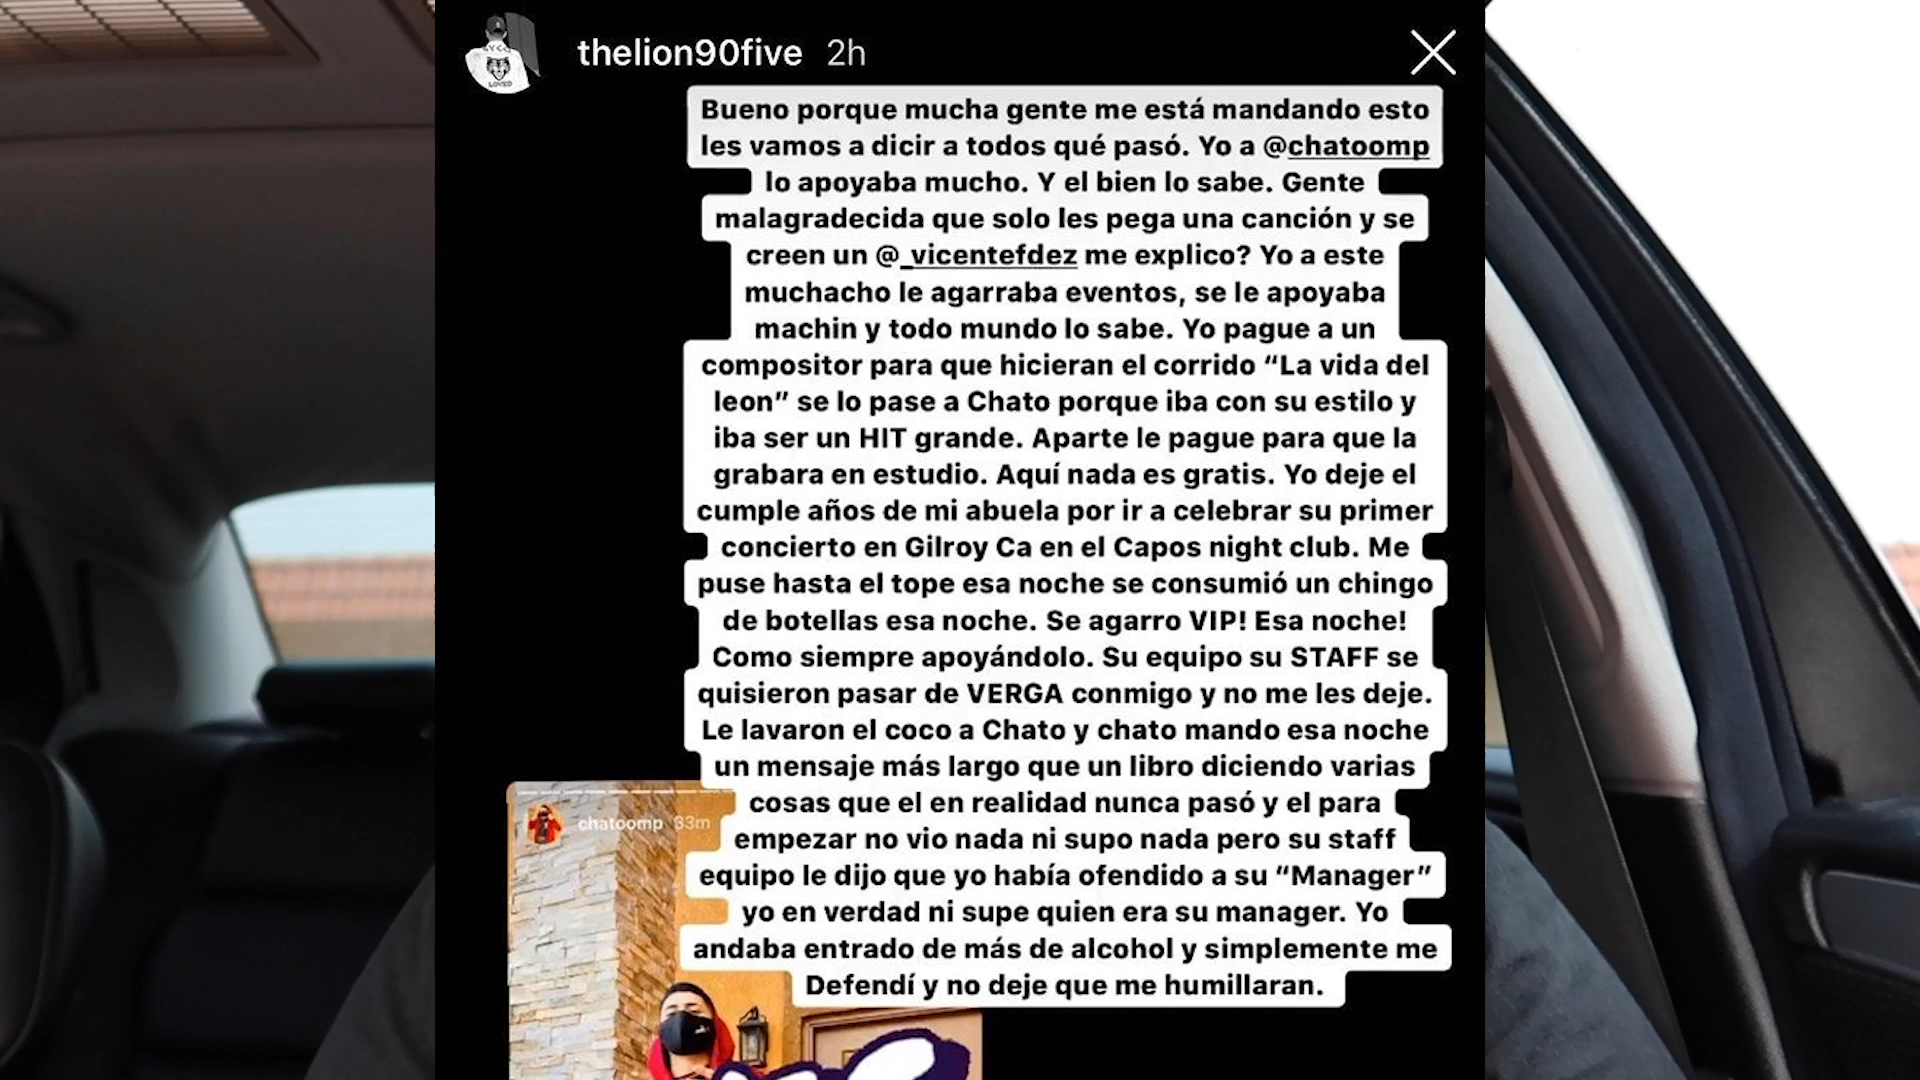 thelion90five 2h
Bueno porque mucha gente me está mandando esto
les vamos a dicir a todos qué pasó. Yo a @chatoomp
lo apoyaba mucho. Y el bien lo sabe. Gente
malagradecida que solo les pega una canción y se
creen un @_vicentefdez me explico? Yo a este
muchacho le agarraba eventos, se le apoyaba
machin y todo mundo lo sabe. Yo pague a un
compositor para que hicieran el corrido “La vida del
leon” se lo pase a Chato porque iba con su estilo y
iba ser un HIT grande. Aparte le pague para que la
grabara en estudio. Aquí nada es gratis. Yo deje el
cumple años de mi abuela por ir a celebrar su primer
concierto en Gilroy Ca en el Capos night club. Me
puse hasta el tope esa noche se consumió un chingo
de botellas esa noche. Se agarro VIP! Esa noche!
Como siempre apoyándolo. Su equipo su STAFF se
quisieron pasar de VERGA conmigo y no me les deje.
Le lavaron el coco a Chato y chato mando esa noche
un mensaje más largo que un libro diciendo varias
cosas que el en realidad nunca pasó y el para
empezar no vio nada ni supo nada pero su staff
equipo le dijo que yo había ofendido a su “Manager”
yo en verdad ni supe quien era su manager. Yo
andaba entrado de más de alcohol y simplemente me
Defendí y no deje que me humillaran.
chatoomp 33m
LOVED